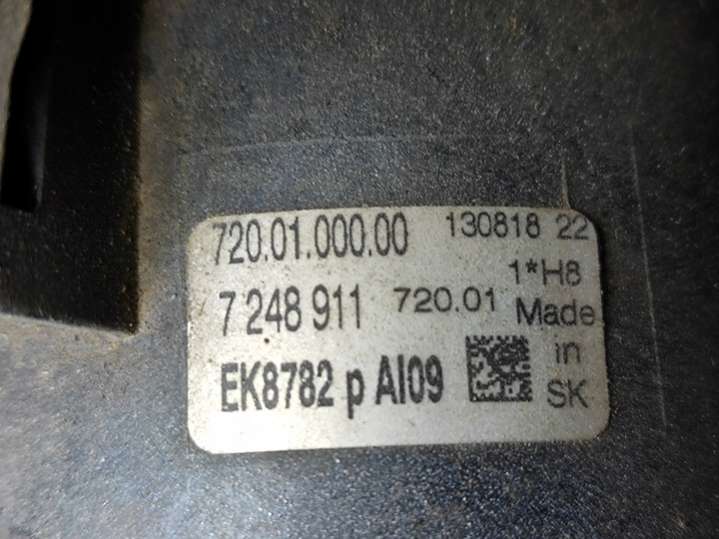 720.01.000.00 130818 22
1*H8
7 248 911 720.01 Made
EK8782 p AI09 in
SK